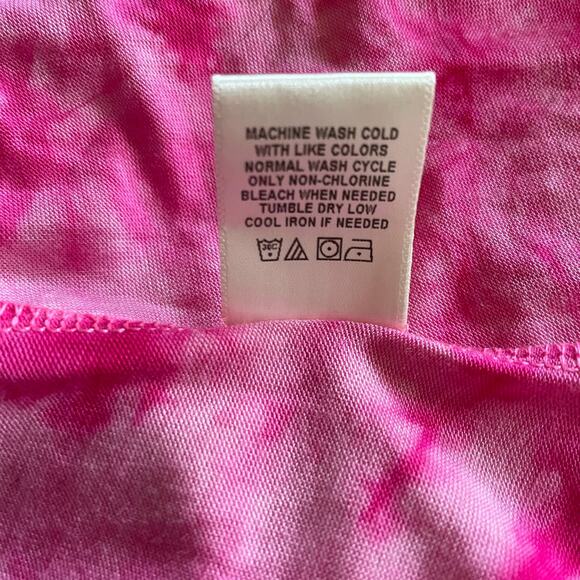 MACHINE WASH COLD
WITH LIKE COLORS
NORMAL WASH CYCLE
ONLY NON-CHLORINE
BLEACH WHEN NEEDED
TUMBLE DRY LOW
COOL IRON IF NEEDED
30C